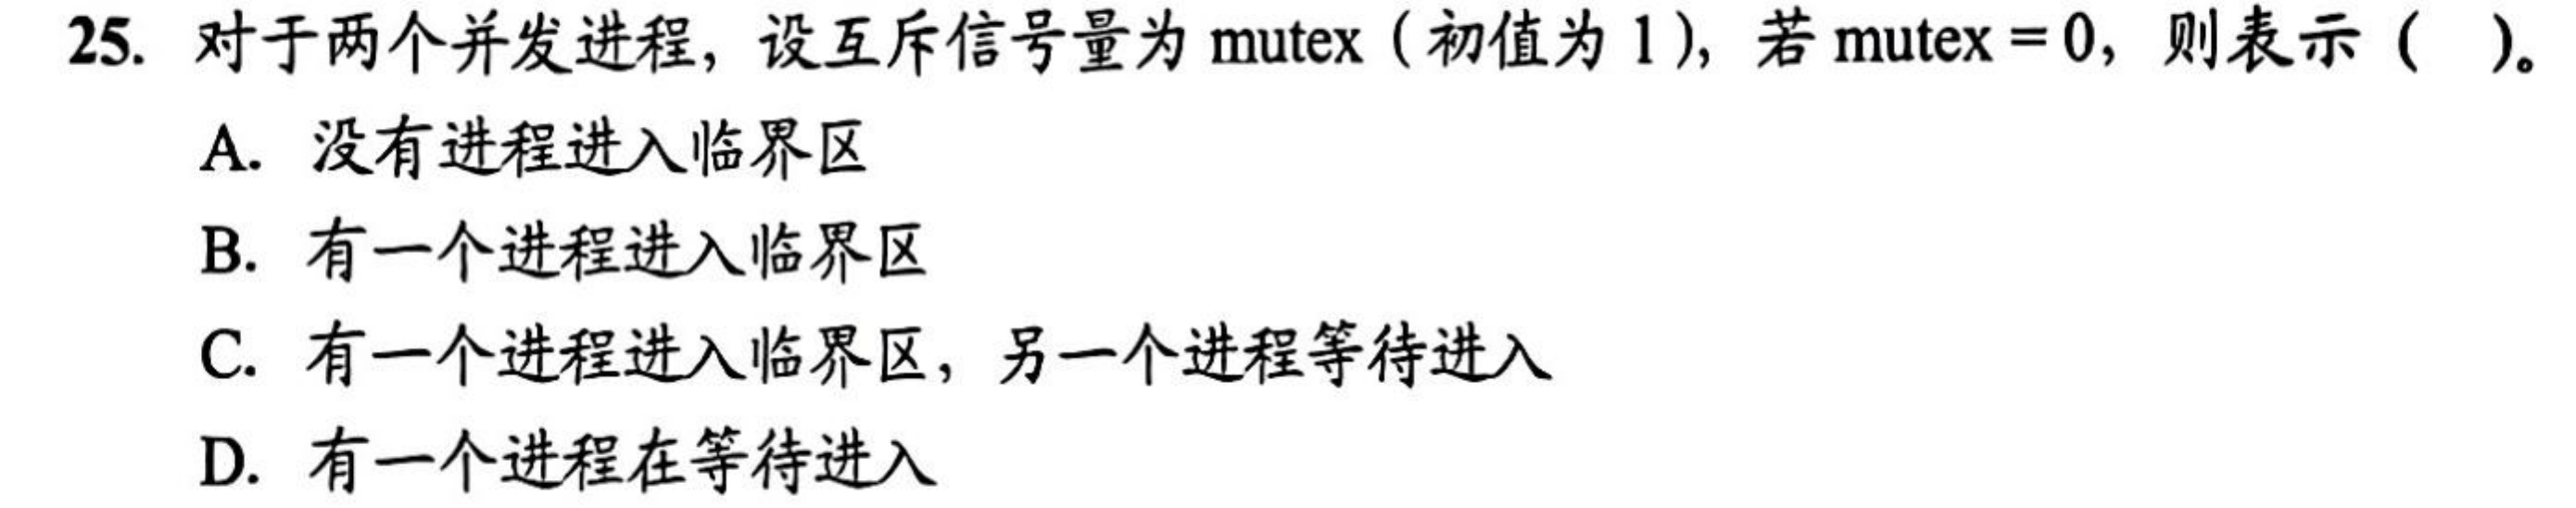 25. 对于两个并发进程，设互斥信号量为 mutex（初值为 1），若 mutex = 0，则表示（ ）。
A. 没有进程进入临界区
B. 有一个进程进入临界区
C. 有一个进程进入临界区，另一个进程等待进入
D. 有一个进程在等待进入